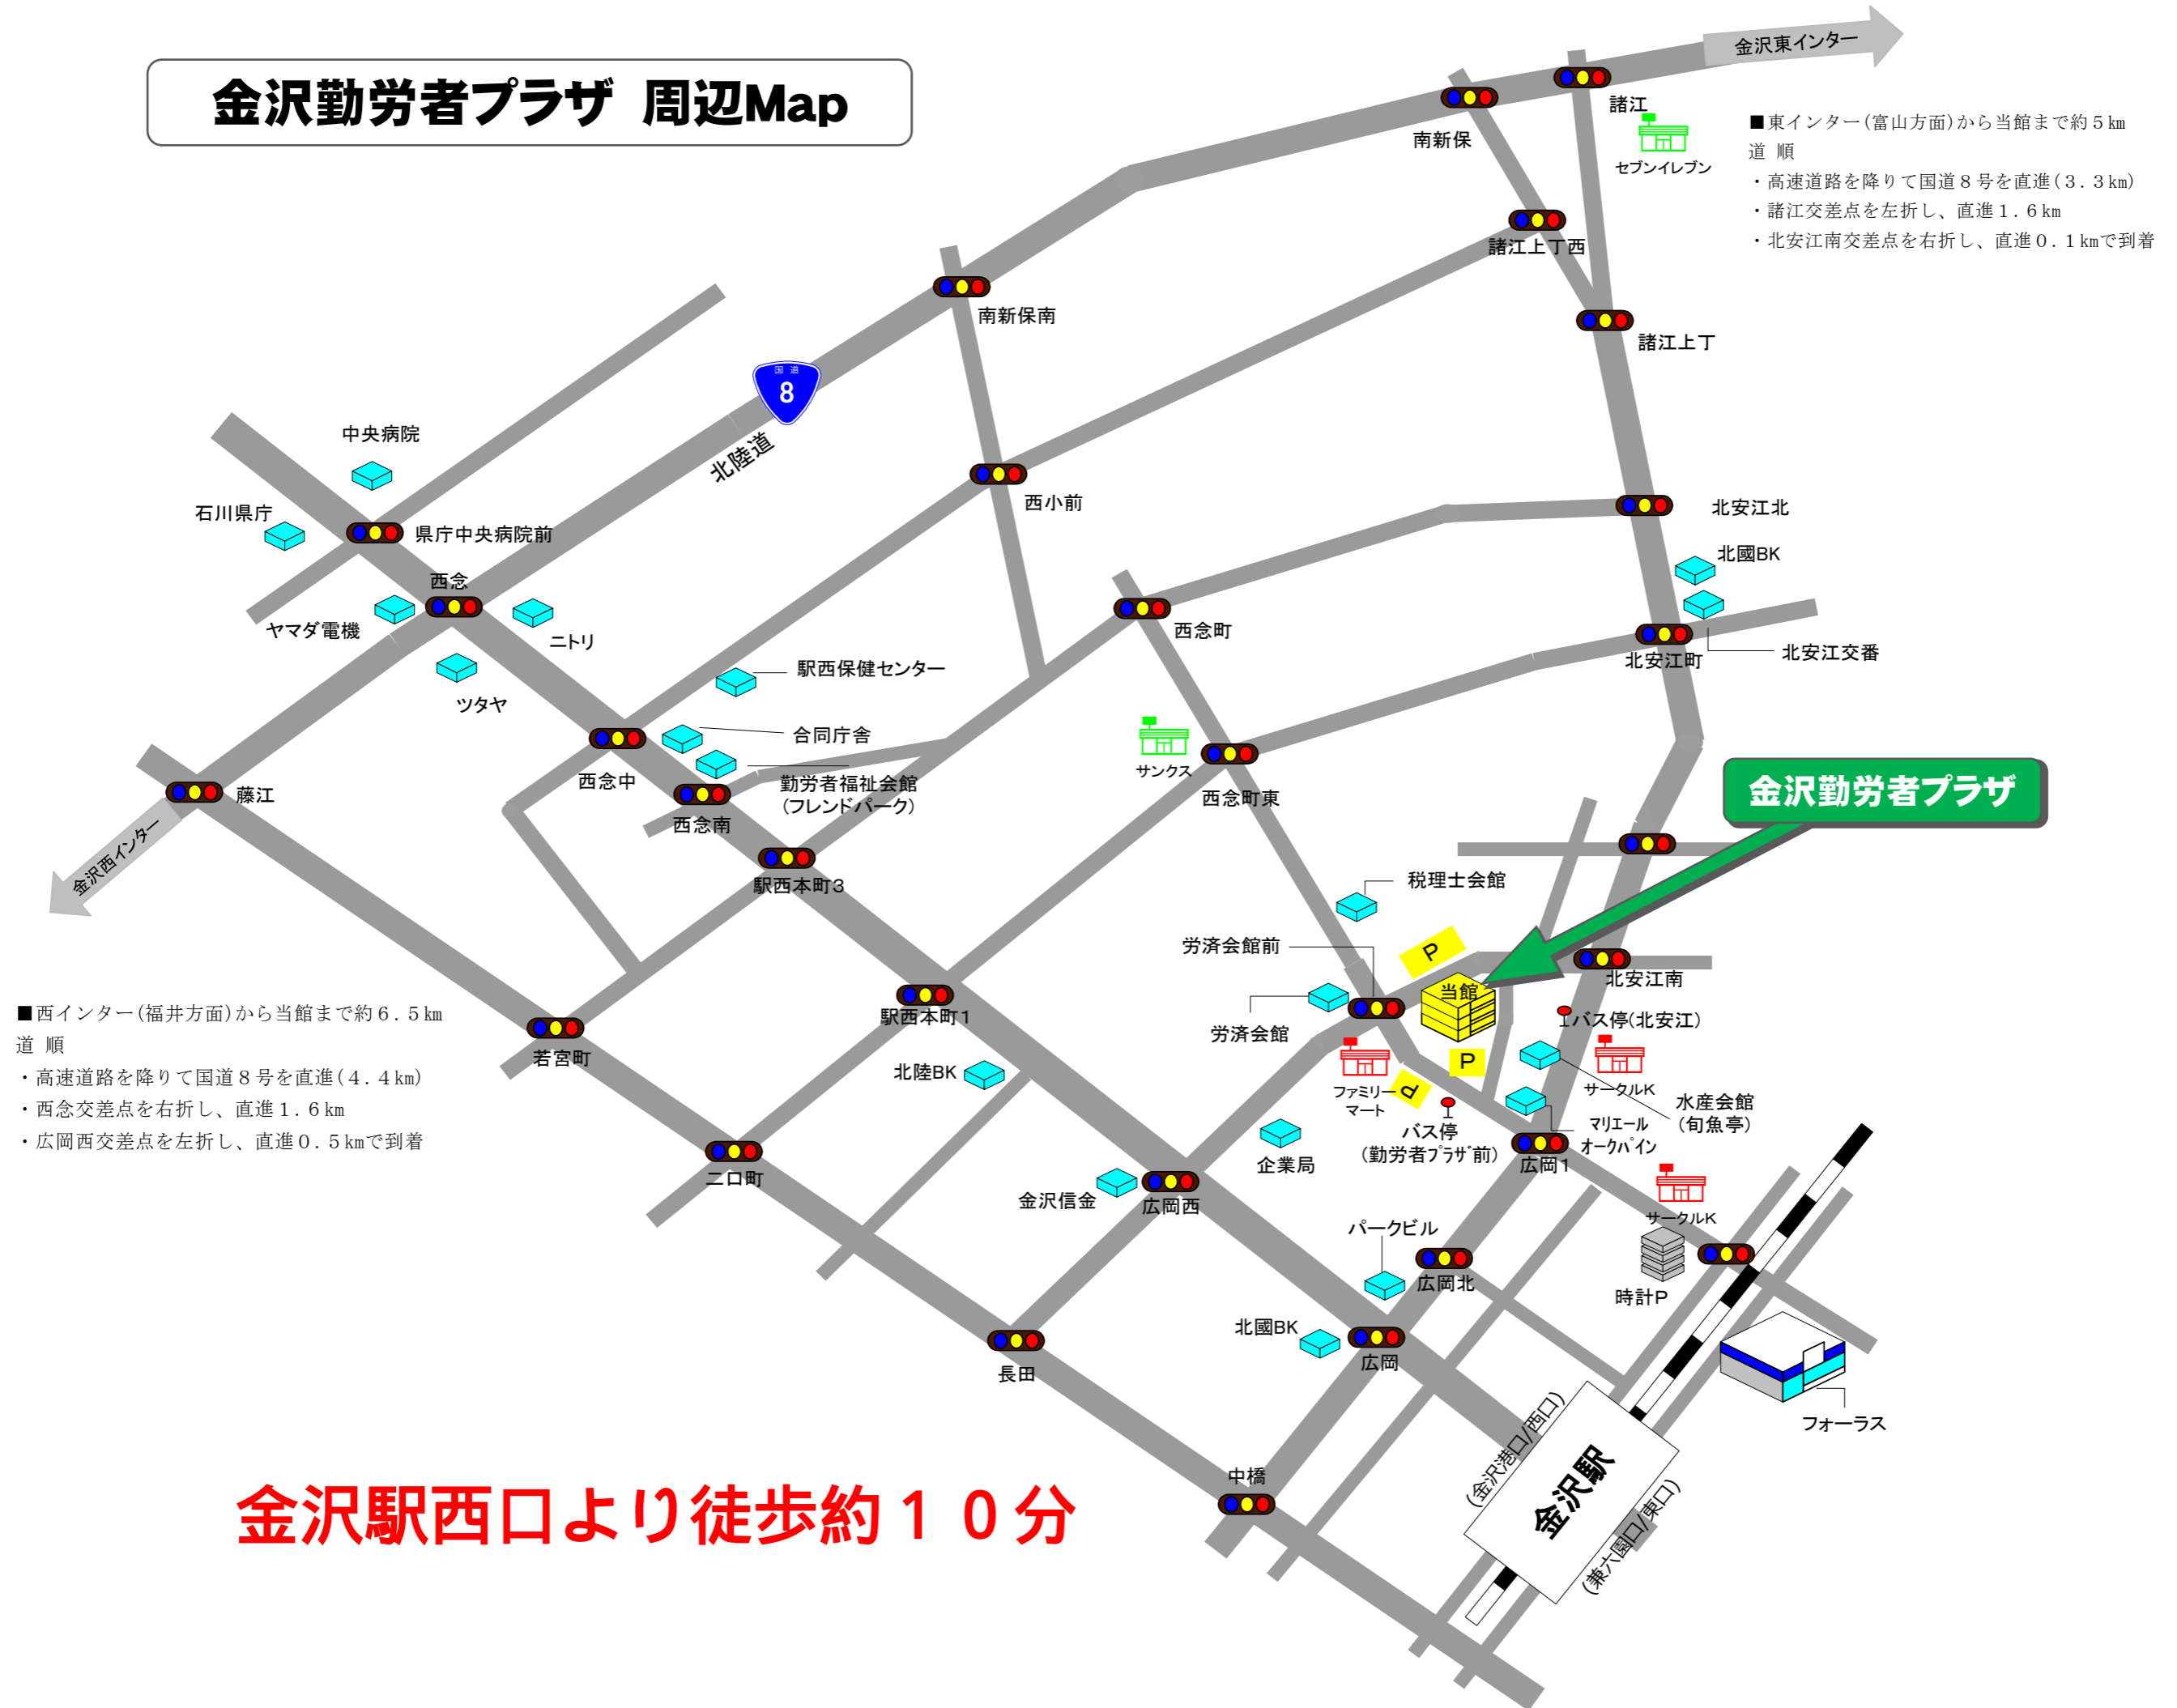 金沢勤労者プラザ 周辺Map
金沢東インター
諸江
南新保
セブンイレブン
■東インター(富山方面)から当館まで約５㎞
道 順
・高速道路を降りて国道８号を直進(３.３㎞)
・諸江交差点を左折し、直進１.６㎞
・北安江南交差点を右折し、直進０.１㎞で到着
諸江上丁西
南新保南
諸江上丁
国道
8
北陸道
中央病院
石川県庁
県庁中央病院前
西小前
北安江北
北國BK
西念
ヤマダ電機
ニトリ
西念町
北安江町
北安江交番
駅西保健センター
ツタヤ
合同庁舎
サンクス
西念中
勤労者福祉会館
(フレンドパーク)
藤江
西念南
西念町東
金沢勤労者プラザ
金沢西インター
駅西本町3
税理士会館
労済会館前
P
北安江南
当館
駅西本町1
労済会館
バス停(北安江)
■西インター(福井方面)から当館まで約６.５㎞
道 順
・高速道路を降りて国道８号を直進(４.４㎞)
・西念交差点を右折し、直進１.６㎞
・広岡西交差点を左折し、直進０.５㎞で到着
若宮町
北陸BK
P
ファミリー
マート
P
サークルK
水産会館
(旬魚亭)
マリエール
オークパイン
バス停
(勤労者プラザ前)
企業局
広岡1
二口町
金沢信金
広岡西
サークルK
パークビル
広岡北
時計P
北國BK
広岡
長田
フォーラス
(金沢港口/西口)
金沢駅
(兼六園口/東口)
中橋
金沢駅西口より徒歩約１０分